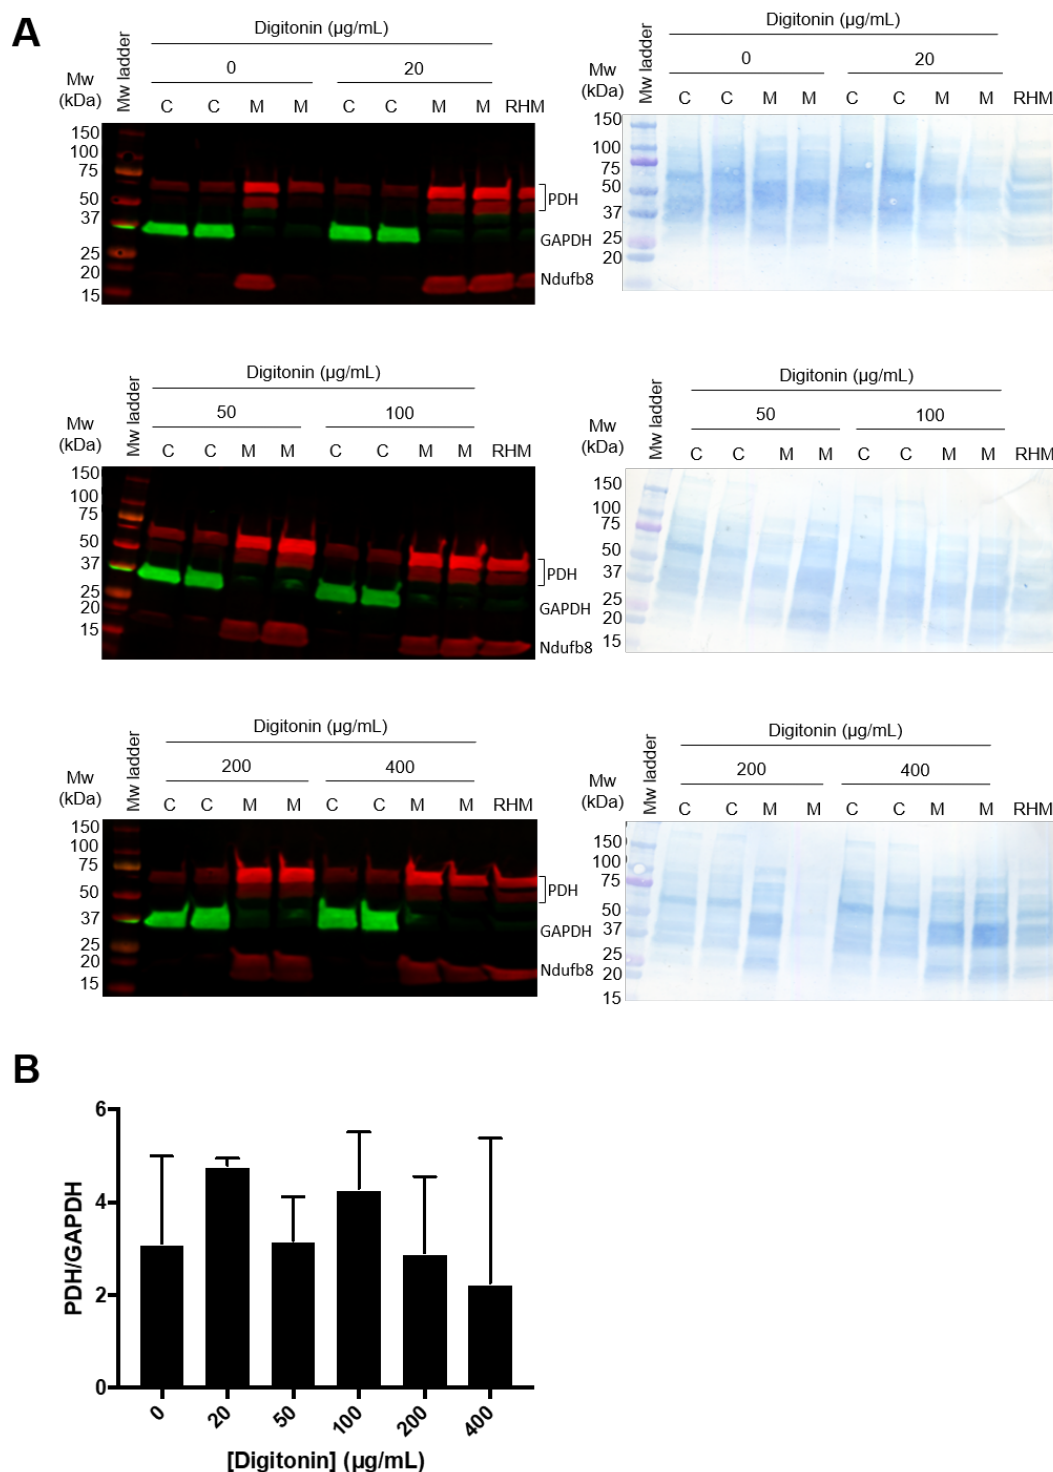 A
Digitonin (µg/mL)
0 20
Mw (kDa)
Mw ladder
C C M M C C M M RHM
150
100
75
50
37
25
20
15
PDH
GAPDH
Ndufb8
Digitonin (µg/mL)
0 20
Mw (kDa)
Mw ladder
C C M M C C M M RHM
150
100
75
50
37
25
20
Digitonin (µg/mL)
50 100
Mw (kDa)
Mw ladder
C C M M C C M M RHM
150
100
75
50
37
25
20
15
PDH
GAPDH
Ndufb8
Digitonin (µg/mL)
50 100
Mw (kDa)
Mw ladder
C C M M C C M M RHM
150
100
75
50
37
25
20
15
Digitonin (µg/mL)
200 400
Mw (kDa)
Mw ladder
C C M M C C M M RHM
150
100
75
50
37
25
20
15
PDH
GAPDH
Ndufb8
Digitonin (µg/mL)
200 400
Mw (kDa)
Mw ladder
C C M M C C M M RHM
150
100
75
50
37
25
20
15
B
PDH/GAPDH
6
4
2
0
0 20 50 100 200 400
[Digitonin] (µg/mL)